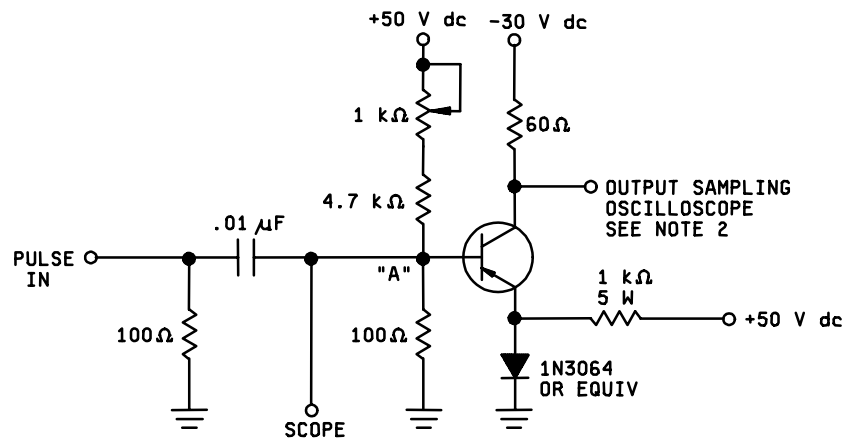 +50 V dc
-30 V dc
1 kΩ
60Ω
4.7 kΩ
OUTPUT SAMPLING
OSCILLOSCOPE
SEE NOTE 2
.01 μF
PULSE
IN
"A"
1 kΩ
5 W
+50 V dc
100Ω
100Ω
1N3064
OR EQUIV
SCOPE